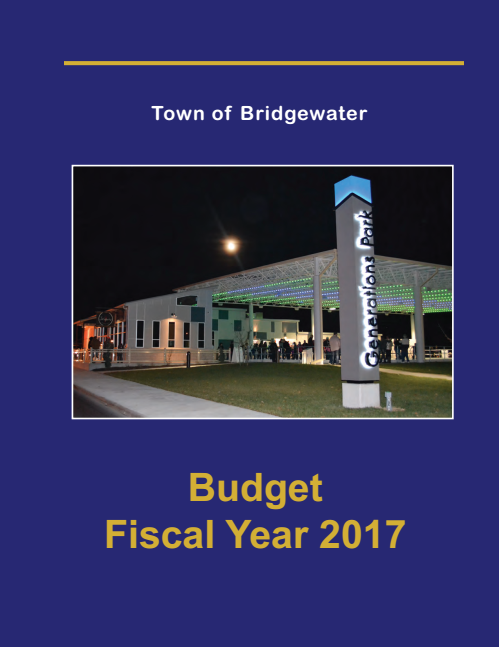 Town of Bridgewater
Generations Park
Budget
Fiscal Year 2017